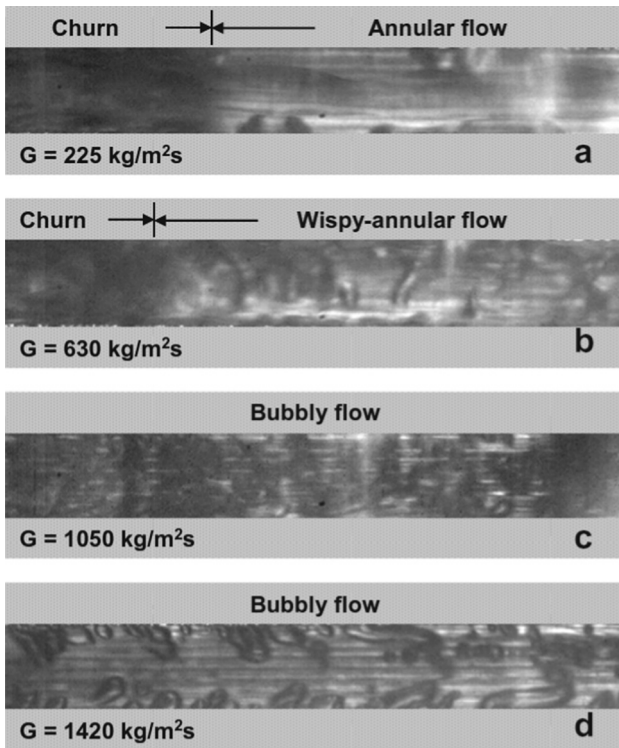 Churn Annular flow
G = 225 kg/m²s a
Churn Wispy-annular flow
G = 630 kg/m²s b
Bubbly flow
G = 1050 kg/m²s c
Bubbly flow
G = 1420 kg/m²s d